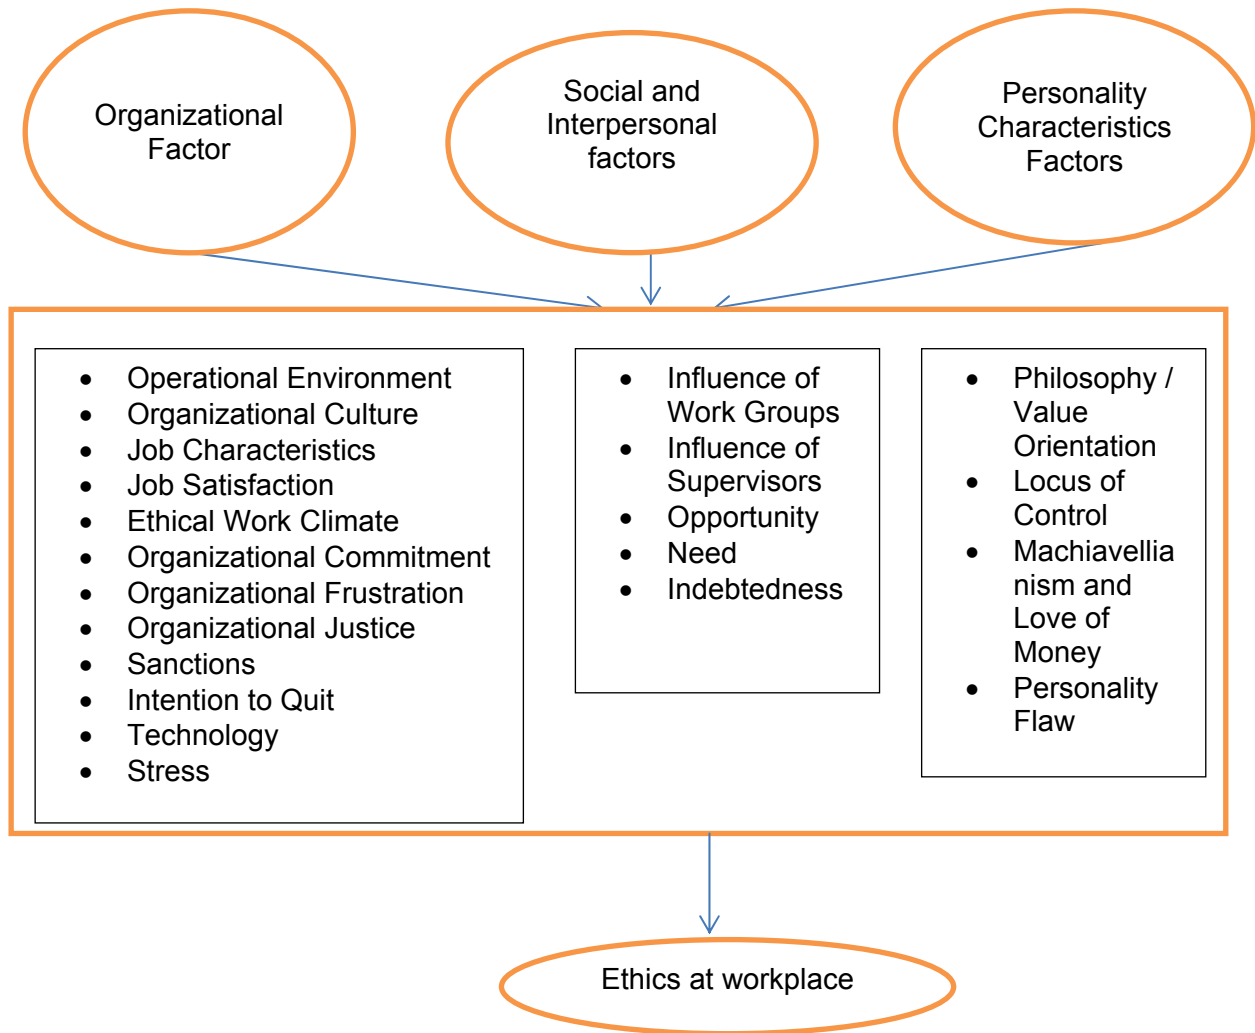 Organizational
Factor
Social and
Interpersonal
factors
Personality
Characteristics
Factors
• Operational Environment
• Organizational Culture
• Job Characteristics
• Job Satisfaction
• Ethical Work Climate
• Organizational Commitment
• Organizational Frustration
• Organizational Justice
• Sanctions
• Intention to Quit
• Technology
• Stress
• Influence of
Work Groups
• Influence of
Supervisors
• Opportunity
• Need
• Indebtedness
• Philosophy /
Value
Orientation
• Locus of
Control
• Machiavellia
nism and
Love of
Money
• Personality
Flaw
Ethics at workplace